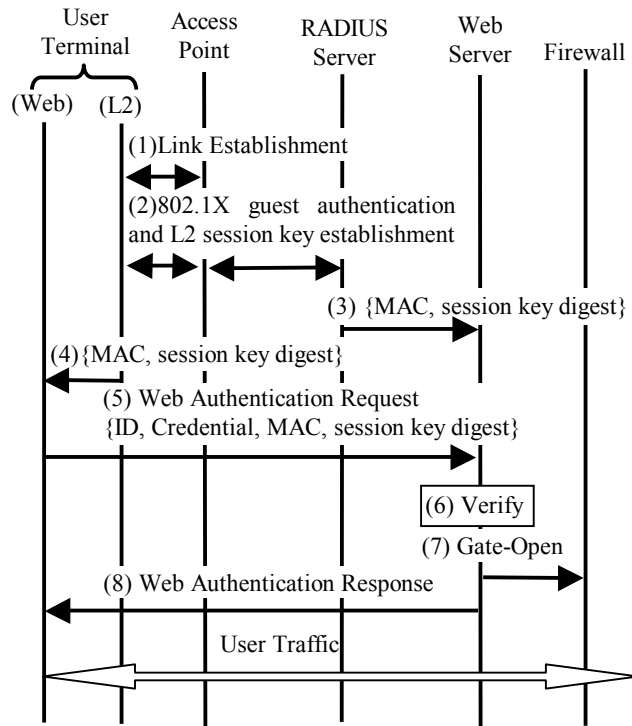 User Terminal
Access Point
RADIUS Server
Web Server
Firewall
(Web)
(L2)
(1)Link Establishment
(2)802.1X guest authentication
and L2 session key establishment
(3) {MAC, session key digest}
(4){MAC, session key digest}
(5) Web Authentication Request
{ID, Credential, MAC, session key digest}
(6) Verify
(7) Gate-Open
(8) Web Authentication Response
User Traffic